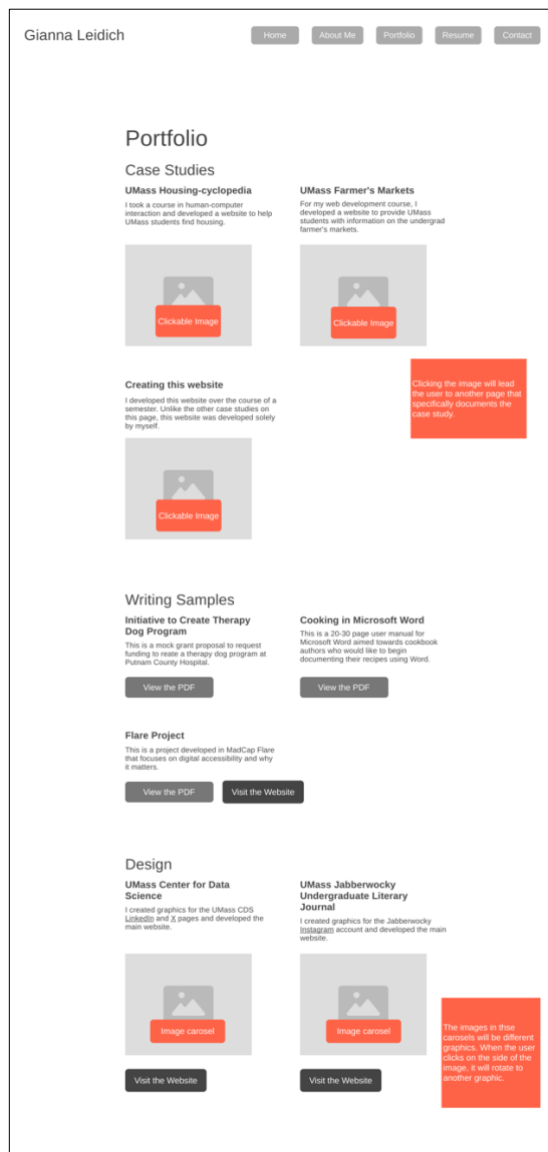 Gianna Leidich
Home
About Me
Portfolio
Resume
Contact
Portfolio
Case Studies
UMass Housing-cyclopedia
I took a course in human-computer
interaction and developed a website to help
UMass students find housing.
Clickable Image
UMass Farmer's Markets
For my web development course, I
developed a website to provide UMass
students with information on the undergrad
farmer's markets.
Clickable Image
Clicking the image will lead
the user to another page that
specifically documents the
case study.
Creating this website
I developed this website over the course of a
semester. Unlike the other case studies on
this page, this website was developed solely
by myself.
Clickable Image
Writing Samples
Initiative to Create Therapy
Dog Program
This is a mock grant proposal to request
funding to reate a therapy dog program at
Putnam County Hospital.
View the PDF
Cooking in Microsoft Word
This is a 20-30 page user manual for
Microsoft Word aimed towards cookbook
authors who would like to begin
documenting their recipes using Word.
View the PDF
Flare Project
This is a project developed in MadCap Flare
that focuses on digital accessibility and why
it matters.
View the PDF
Visit the Website
Design
UMass Center for Data
Science
I created graphics for the UMass CDS
LinkedIn and X pages and developed the
main website.
Image carosel
Visit the Website
UMass Jabberwocky
Undergraduate Literary
Journal
I created graphics for the Jabberwocky
Instagram account and developed the main
website.
Image carosel
Visit the Website
The images in thse
carosels will be different
graphics. When the user
clicks on the side of the
image, it will rotate to
another graphic.